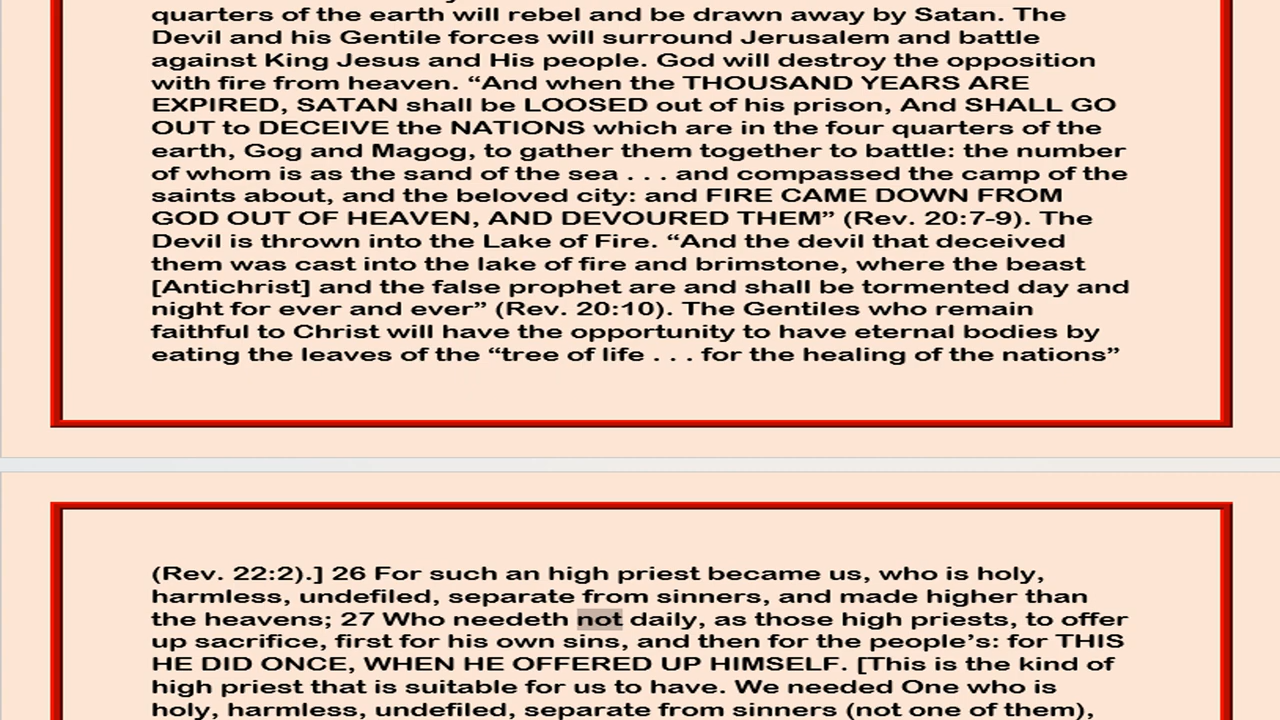 quarters of the earth will rebel and be drawn away by Satan. The
Devil and his Gentile forces will surround Jerusalem and battle
against King Jesus and His people. God will destroy the opposition
with fire from heaven. “And when the THOUSAND YEARS ARE
EXPIRED, SATAN shall be LOOSED out of his prison, And SHALL GO
OUT to DECEIVE the NATIONS which are in the four quarters of the
earth, Gog and Magog, to gather them together to battle: the number
of whom is as the sand of the sea . . . and compassed the camp of the
saints about, and the beloved city: and FIRE CAME DOWN FROM
GOD OUT OF HEAVEN, AND DEVOURED THEM” (Rev. 20:7-9). The
Devil is thrown into the Lake of Fire. “And the devil that deceived
them was cast into the lake of fire and brimstone, where the beast
[Antichrist] and the false prophet are and shall be tormented day and
night for ever and ever” (Rev. 20:10). The Gentiles who remain
faithful to Christ will have the opportunity to have eternal bodies by
eating the leaves of the “tree of life . . . for the healing of the nations”
(Rev. 22:2).] 26 For such an high priest became us, who is holy,
harmless, undefiled, separate from sinners, and made higher than
the heavens; 27 Who needeth not daily, as those high priests, to offer
up sacrifice, first for his own sins, and then for the people’s: for THIS
HE DID ONCE, WHEN HE OFFERED UP HIMSELF. [This is the kind of
high priest that is suitable for us to have. We needed One who is
holy, harmless, undefiled, separate from sinners (not one of them),